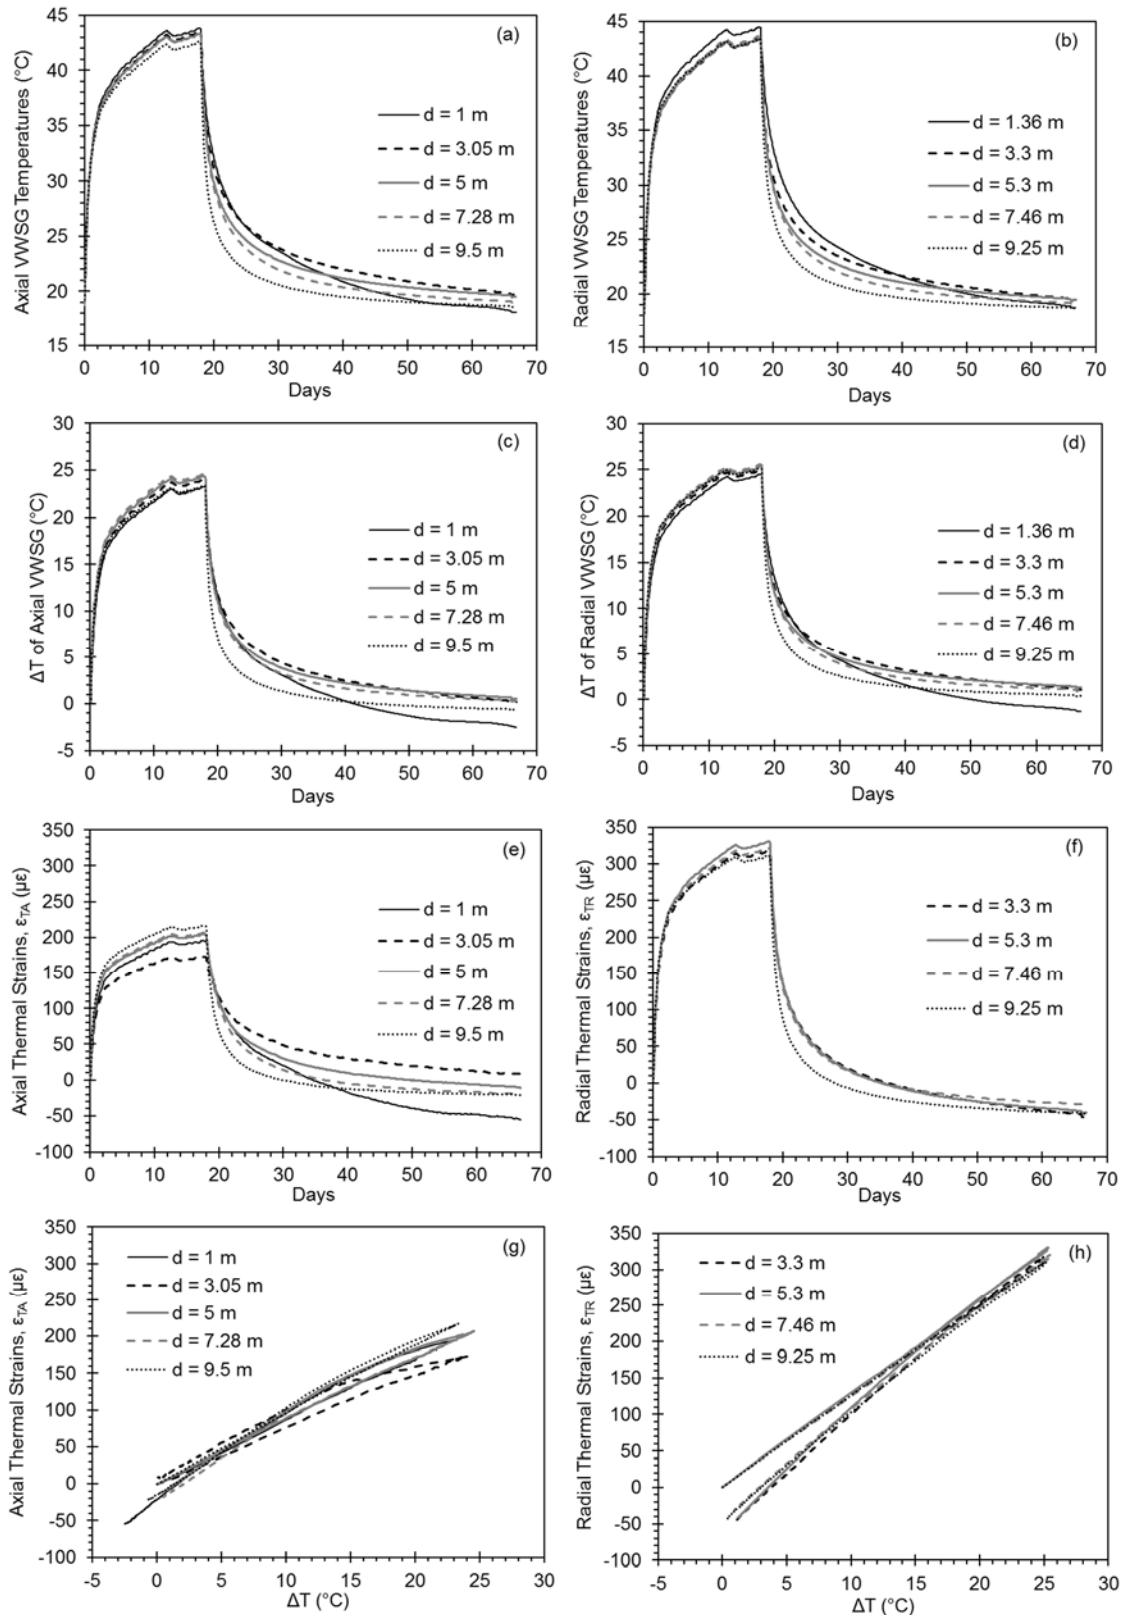 45
40
35
30
25
20
15
Axial VWSG Temperatures (°C)
(a)
d = 1 m
d = 3.05 m
d = 5 m
d = 7.28 m
d = 9.5 m
0 10 20 30 40 50 60 70
Days
45
40
35
30
25
20
15
Radial VWSG Temperatures (°C)
(b)
d = 1.36 m
d = 3.3 m
d = 5.3 m
d = 7.46 m
d = 9.25 m
0 10 20 30 40 50 60 70
Days
30
25
20
15
10
5
0
-5
ΔT of Axial VWSG (°C)
(c)
d = 1 m
d = 3.05 m
d = 5 m
d = 7.28 m
d = 9.5 m
0 10 20 30 40 50 60 70
Days
30
25
20
15
10
5
0
-5
ΔT of Radial VWSG (°C)
(d)
d = 1.36 m
d = 3.3 m
d = 5.3 m
d = 7.46 m
d = 9.25 m
0 10 20 30 40 50 60 70
Days
350
300
250
200
150
100
50
0
-50
-100
Axial Thermal Strains, εTA (με)
(e)
d = 1 m
d = 3.05 m
d = 5 m
d = 7.28 m
d = 9.5 m
0 10 20 30 40 50 60 70
Days
350
300
250
200
150
100
50
0
-50
-100
Radial Thermal Strains, εTR (με)
(f)
d = 3.3 m
d = 5.3 m
d = 7.46 m
d = 9.25 m
0 10 20 30 40 50 60 70
Days
350
300
250
200
150
100
50
0
-50
-100
Axial Thermal Strains, εTA (με)
(g)
d = 1 m
d = 3.05 m
d = 5 m
d = 7.28 m
d = 9.5 m
-5 0 5 10 15 20 25 30
ΔT (°C)
350
300
250
200
150
100
50
0
-50
-100
Radial Thermal Strains, εTR (με)
(h)
d = 3.3 m
d = 5.3 m
d = 7.46 m
d = 9.25 m
-5 0 5 10 15 20 25 30
ΔT (°C)